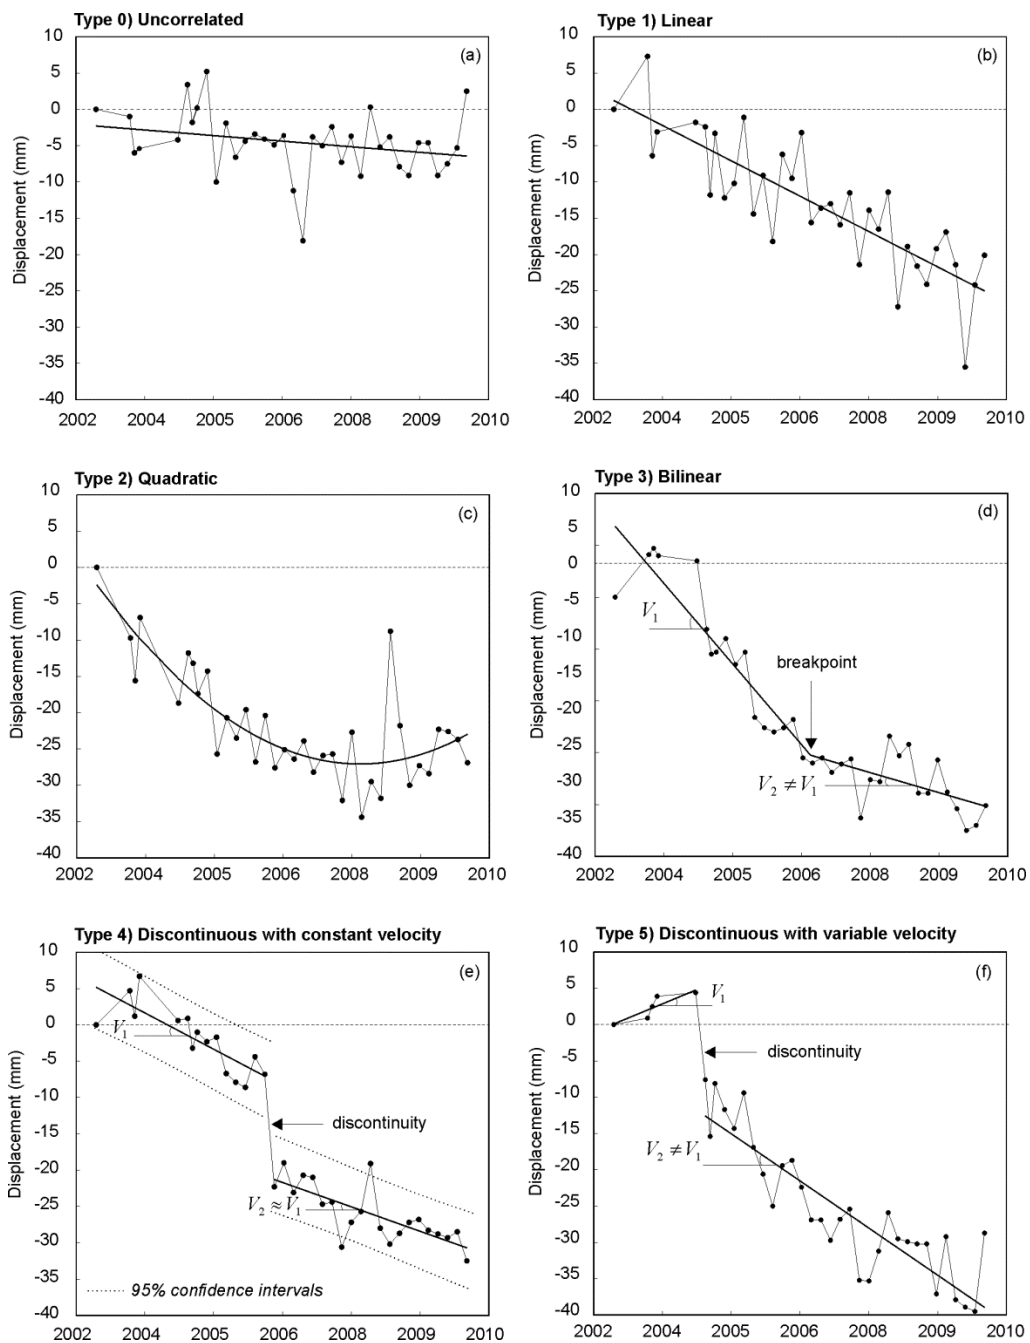 Type 0) Uncorrelated
(a)
Displacement (mm)
10
5
0
-5
-10
-15
-20
-25
-30
-35
-40
2002 2004 2005 2006 2008 2009 2010
Type 1) Linear
(b)
Displacement (mm)
10
5
0
-5
-10
-15
-20
-25
-30
-35
-40
2002 2004 2005 2006 2008 2009 2010
Type 2) Quadratic
(c)
Displacement (mm)
10
5
0
-5
-10
-15
-20
-25
-30
-35
-40
2002 2004 2005 2006 2008 2009 2010
Type 3) Bilinear
(d)
Displacement (mm)
10
5
0
-5
-10
-15
-20
-25
-30
-35
-40
V₁
breakpoint
V₂ ≠ V₁
2002 2004 2005 2006 2008 2009 2010
Type 4) Discontinuous with constant velocity
(e)
Displacement (mm)
10
5
0
-5
-10
-15
-20
-25
-30
-35
-40
V₁
discontinuity
V₂ ≈ V₁
95% confidence intervals
2002 2004 2005 2006 2008 2009 2010
Type 5) Discontinuous with variable velocity
(f)
Displacement (mm)
10
5
0
-5
-10
-15
-20
-25
-30
-35
-40
V₁
discontinuity
V₂ ≠ V₁
2002 2004 2005 2006 2008 2009 2010